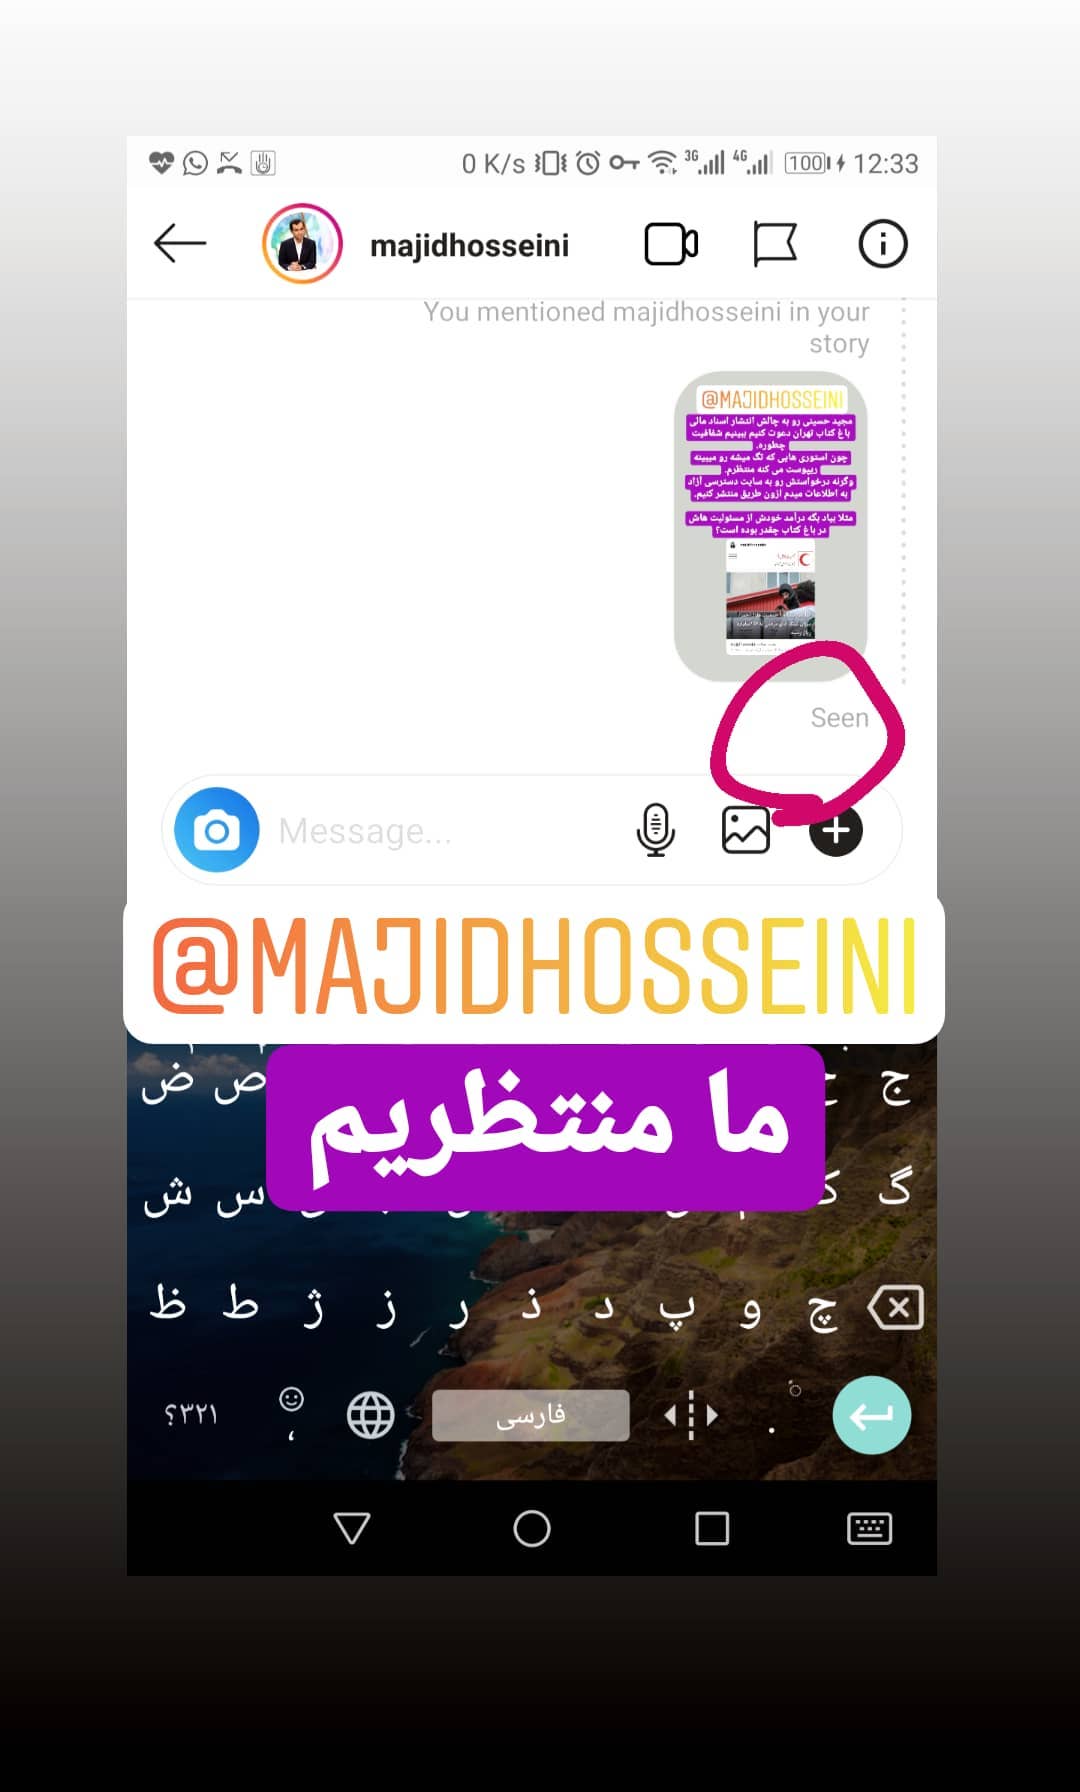 0 K/s 3G 4G 100 12:33
majidhosseini
You mentioned majidhosseini in your
story
@MAJIDHOSSEINI
مجید حسینی رو به چالش انتشار اسناد مالی
باغ کتاب تهران دعوت کنیم ببینیم شفافیت
چطوره.
چون استوری هایی که تگ میشه رو میبینه
ریپوست می کنه منتظرم.
وگرنه درخواستش رو به سایت دسترسی آزاد
به اطلاعات میدم ازون طریق منتشر کنیم.
مثلا بیاد بگه درآمد خودش از مسئولیت هاش
در باغ کتاب چقدر بوده است؟
Seen
Message...
@MAJIDHOSSEINI
ما منتظریم
ض ص ج
ش س گ
ظ ط ژ ز ر ذ د پ و چ
؟۳۲۱ ، فارسی .